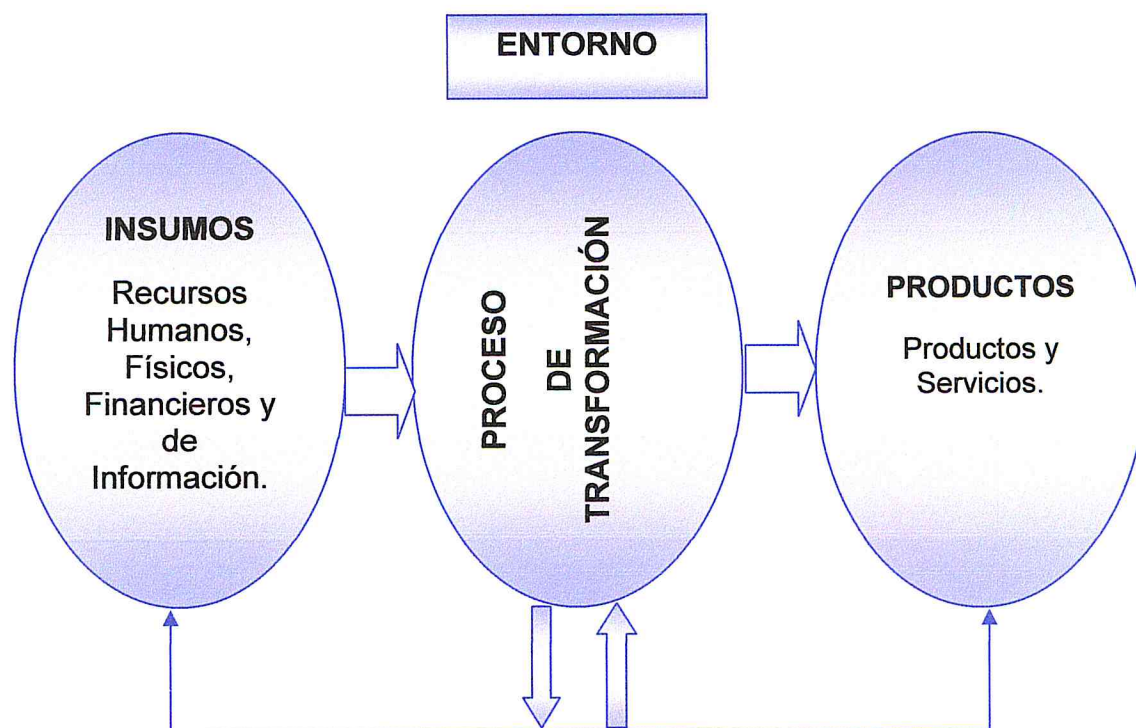 ENTORNO
INSUMOS
Recursos
Humanos,
Físicos,
Financieros y
de
Información.
PROCESO
DE
TRANSFORMACIÓN
PRODUCTOS
Productos y
Servicios.